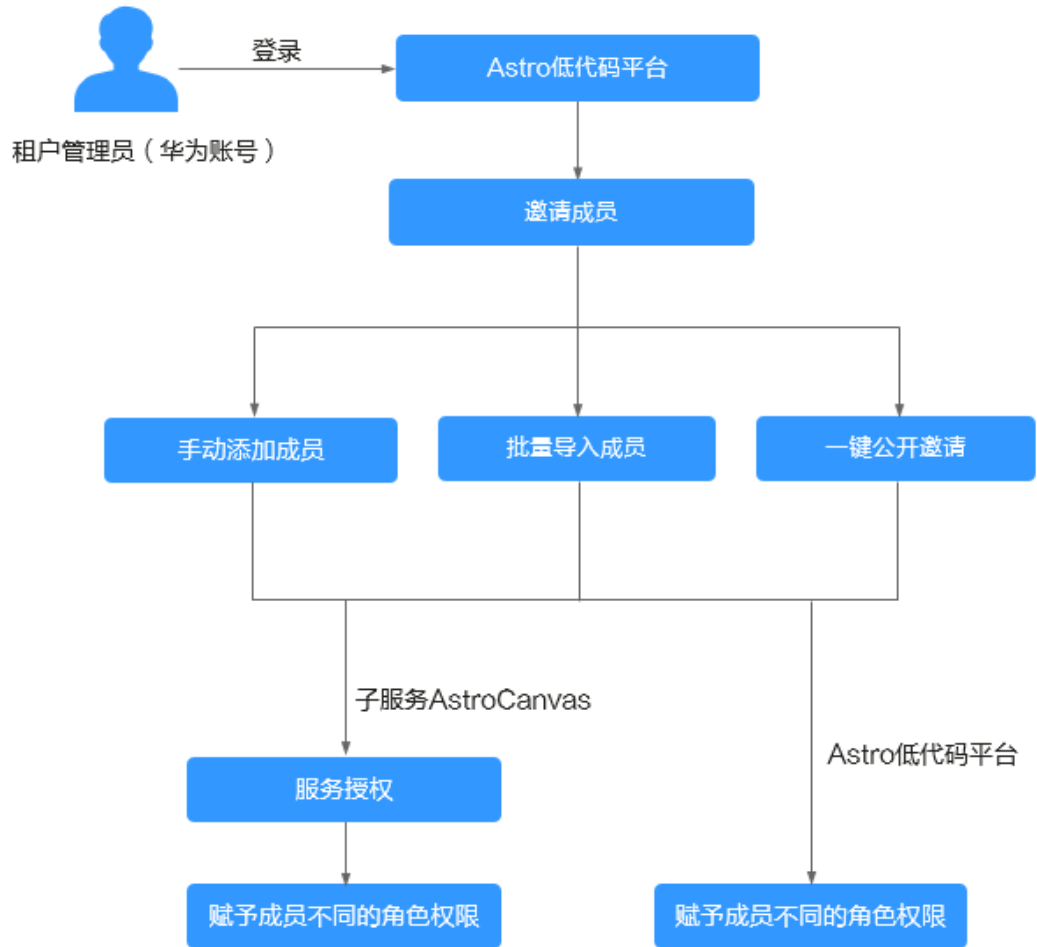 登录
Astro低代码平台
租户管理员（华为账号）
邀请成员
手动添加成员
批量导入成员
一键公开邀请
子服务AstroCanvas
Astro低代码平台
服务授权
赋予成员不同的角色权限
赋予成员不同的角色权限